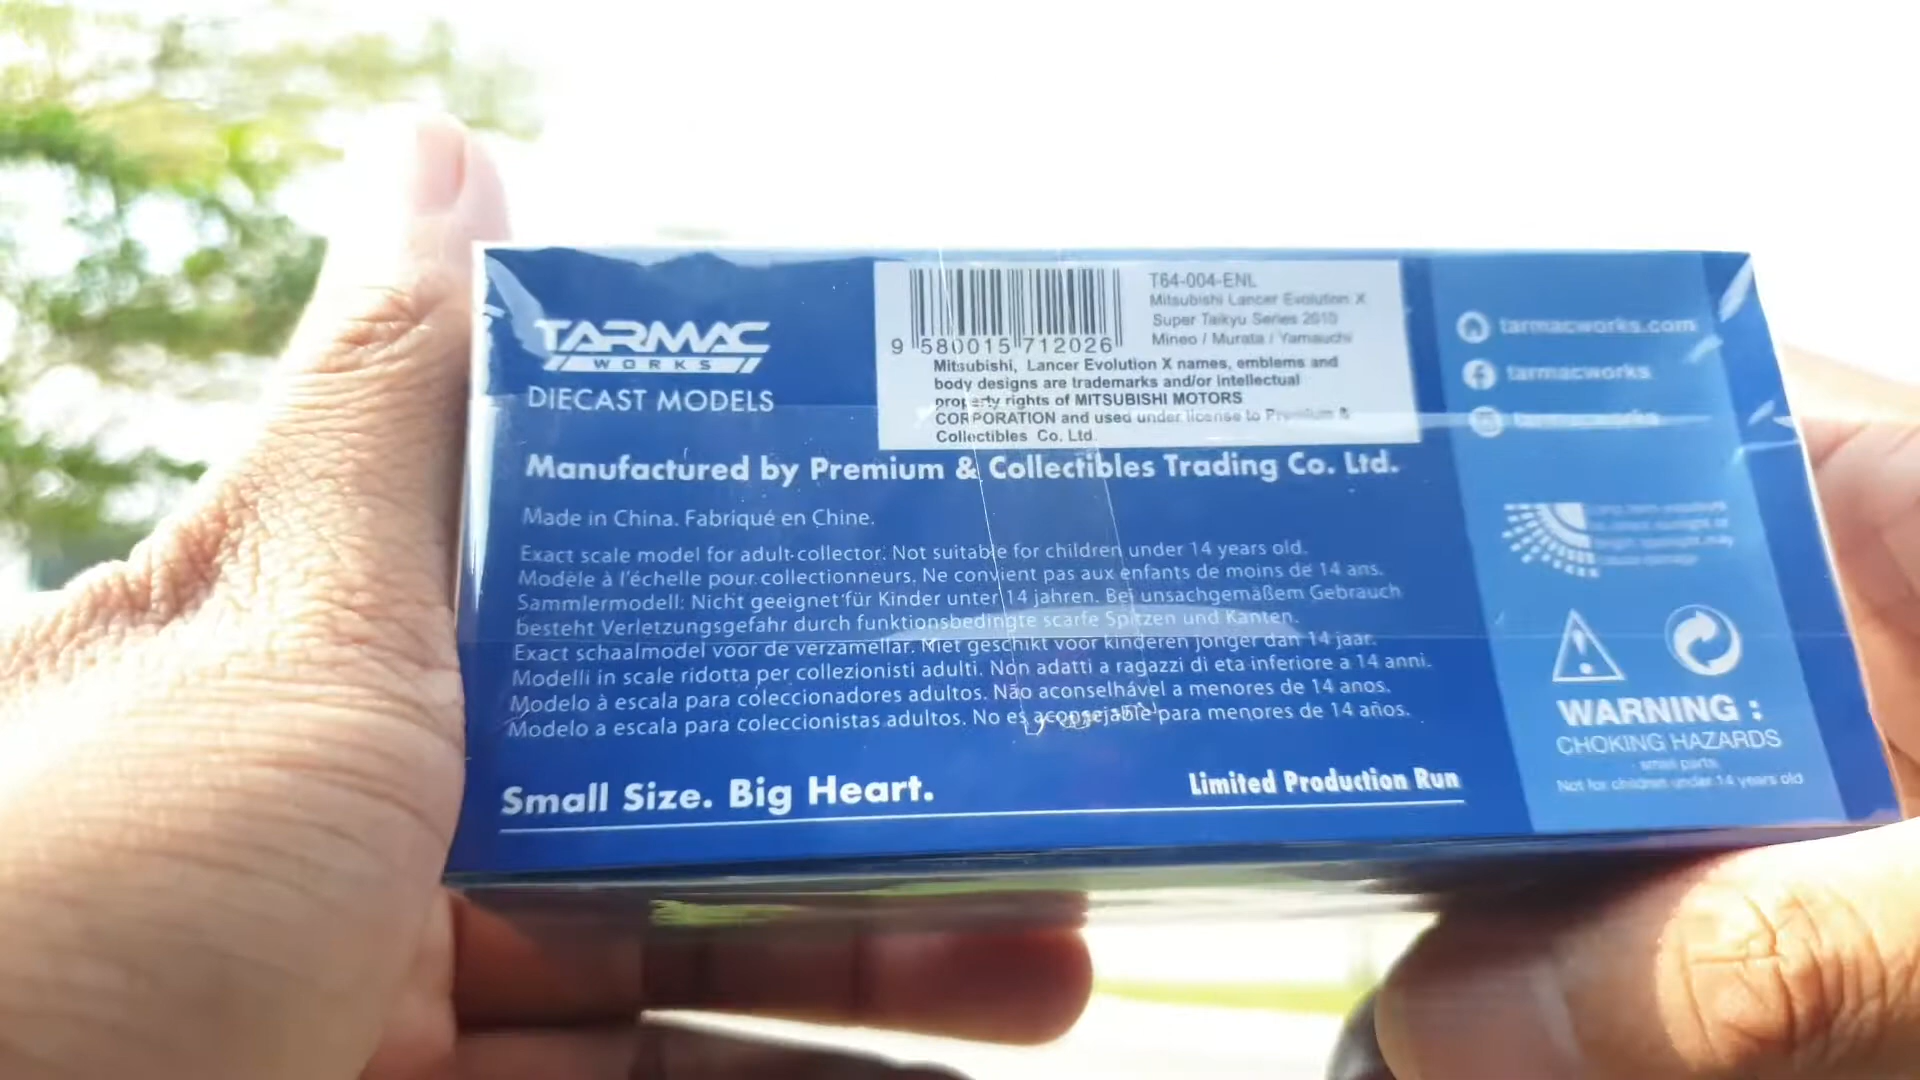 TARMAC
WORKS
DIECAST MODELS
9 580015 712026
T64-004-ENL
Mitsubishi Lancer Evolution X
Super Taikyu Series 2010
Mineo / Murata / Yamauchi
Mitsubishi, Lancer Evolution X names, emblems and
body designs are trademarks and/or intellectual
property rights of MITSUBISHI MOTORS
CORPORATION and used under license to Premium &
Collectibles Co. Ltd.
Manufactured by Premium & Collectibles Trading Co. Ltd.
Made in China. Fabriqué en Chine.
Exact scale model for adult collector. Not suitable for children under 14 years old.
Modèle à l'échelle pour collectionneurs. Ne convient pas aux enfants de moins de 14 ans.
Sammlermodell: Nicht geeignet für Kinder unter 14 jahren. Bei unsachgemäßem Gebrauch
besteht Verletzungsgefahr durch funktionsbedingte scarfe Spitzen und Kanten.
Exact schaalmodel voor de verzamellar. Niet geschikt voor kinderen jonger dan 14 jaar.
Modelli in scale ridotta per collezionisti adulti. Non adatti a ragazzi di eta inferiore a 14 anni.
Modelo à escala para coleccionadores adultos. Não aconselhável a menores de 14 anos.
Modelo a escala para coleccionistas adultos. No es aconsejable para menores de 14 años.
Small Size. Big Heart.
Limited Production Run
tarmacworks.com
tarmacworks
tarmacworks
WARNING :
CHOKING HAZARDS
small parts
Not for children under 14 years old